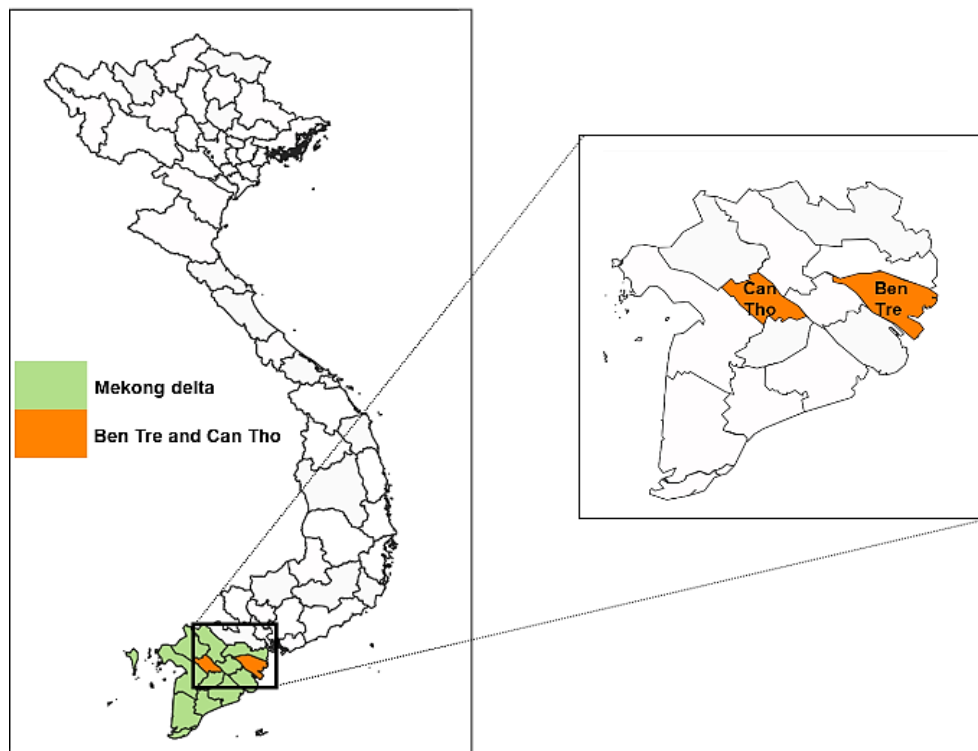 Mekong delta
Ben Tre and Can Tho
Can
Tho
Ben
Tre